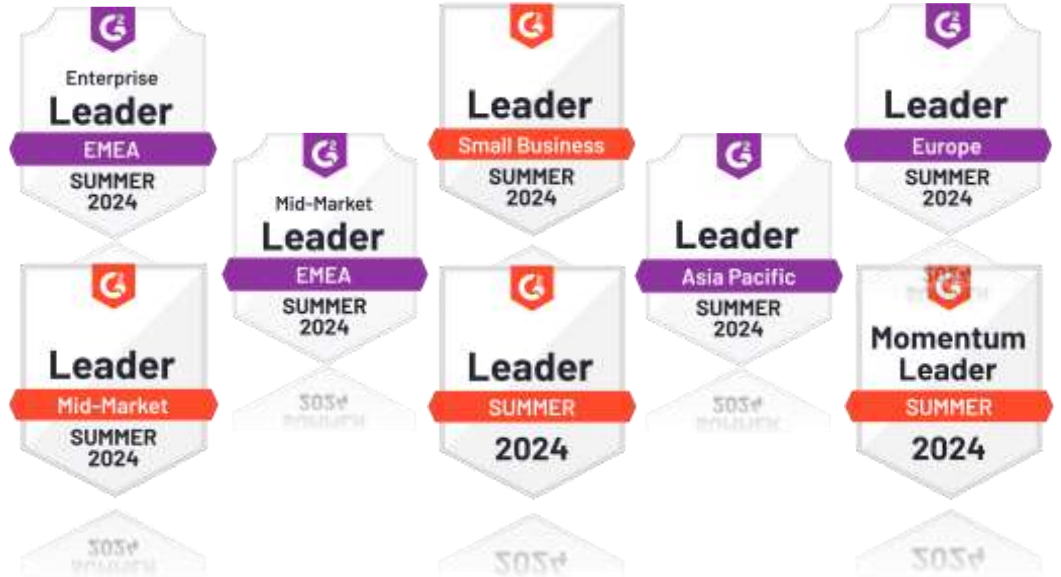 Enterprise
Leader
EMEA
SUMMER
2024
Mid-Market
Leader
EMEA
SUMMER
2024
Leader
Small Business
SUMMER
2024
Leader
Asia Pacific
SUMMER
2024
Leader
Europe
SUMMER
2024
Leader
Mid-Market
SUMMER
2024
Leader
SUMMER
2024
Momentum
Leader
SUMMER
2024